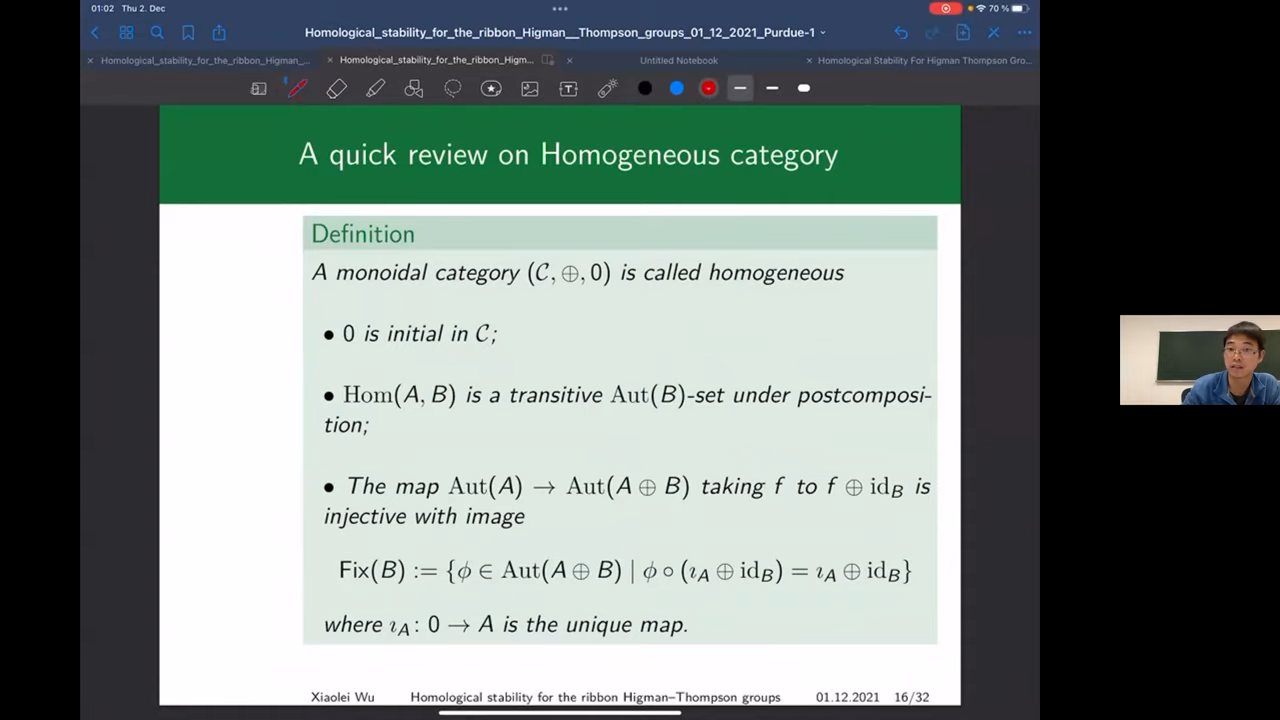 01:02 Thu 2. Dec
70 %
Homological_stability_for_the_ribbon_Higman__Thompson_groups_01_12_2021_Purdue-1
Homological_stability_for_the_ribbon_Higman_...
Homological_stability_for_the_ribbon_Higm...
Untitled Notebook
Homological Stability For Higman Thompson Gro...
A quick review on Homogeneous category
Definition
A monoidal category (𝒞, ⊕, 0) is called homogeneous
• 0 is initial in 𝒞;
• Hom(A, B) is a transitive Aut(B)-set under postcomposi-
tion;
• The map Aut(A) → Aut(A ⊕ B) taking f to f ⊕ id_B is
injective with image
Fix(B) := {ϕ ∈ Aut(A ⊕ B) | ϕ ∘ (ı_A ⊕ id_B) = ı_A ⊕ id_B}
where ı_A : 0 → A is the unique map.
Xiaolei Wu Homological stability for the ribbon Higman–Thompson groups 01.12.2021 16/32